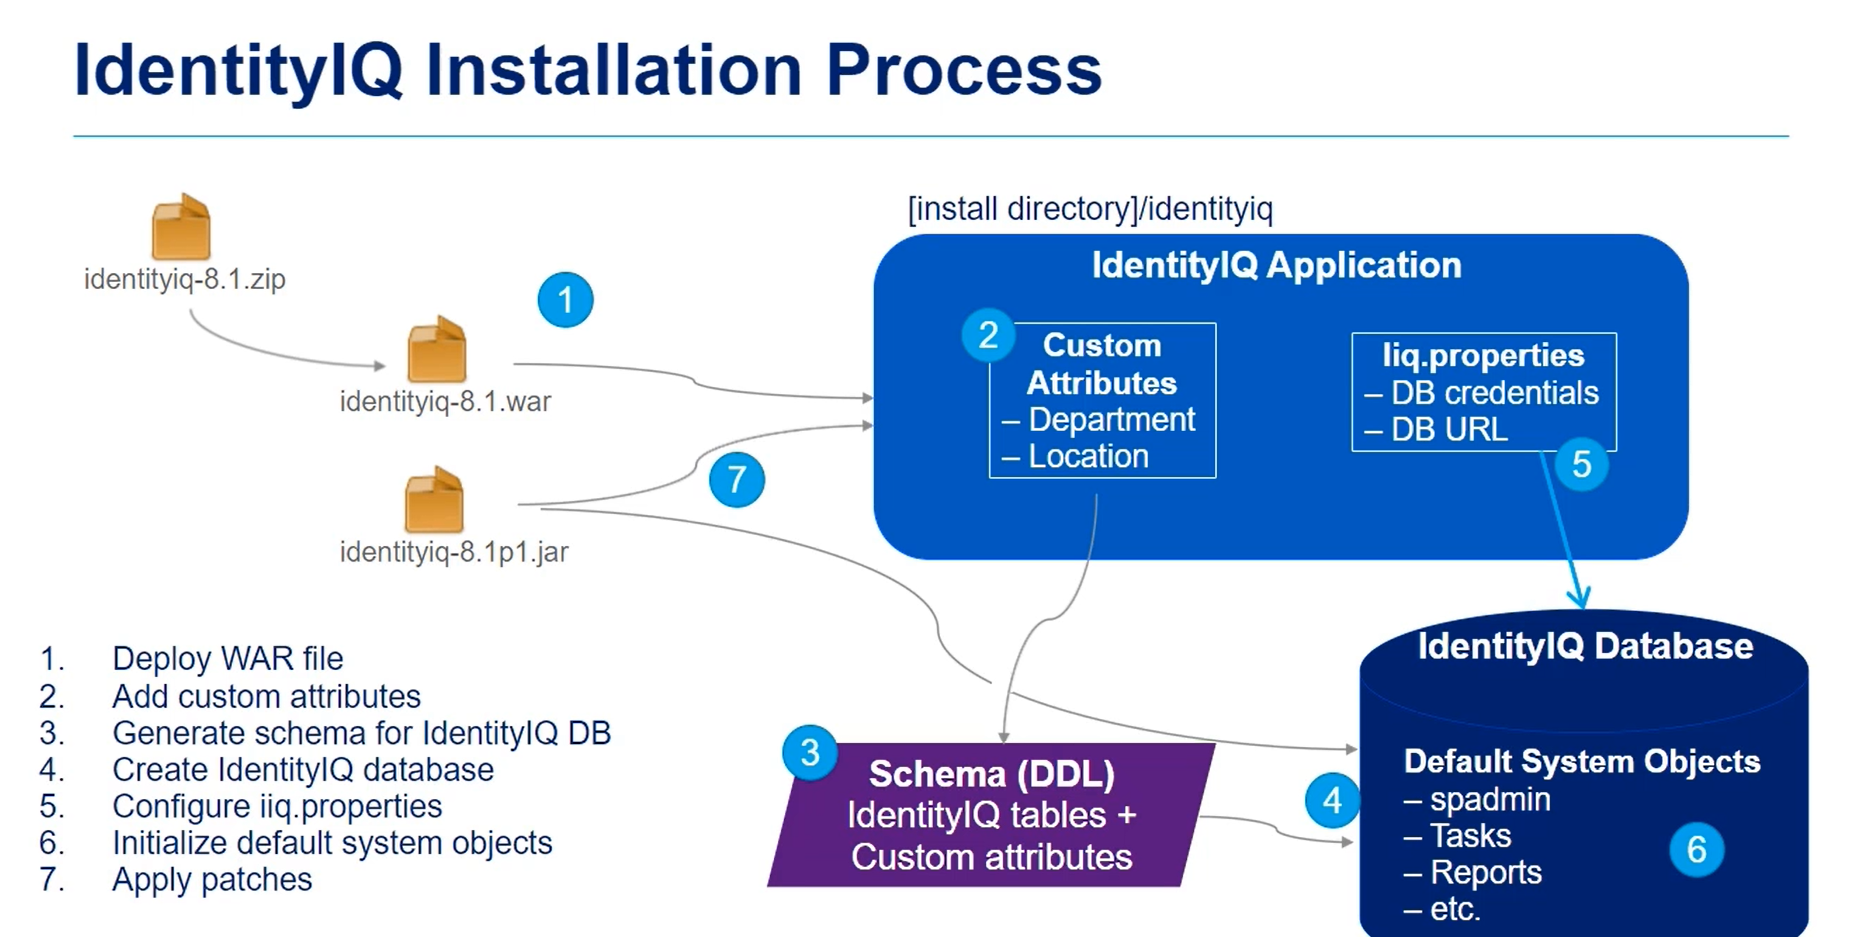 IdentityIQ Installation Process
identityiq-8.1.zip
1
identityiq-8.1.war
7
identityiq-8.1p1.jar
[install directory]/identityiq
IdentityIQ Application
2
Custom
Attributes
– Department
– Location
Iiq.properties
– DB credentials
– DB URL
5
1. Deploy WAR file
2. Add custom attributes
3. Generate schema for IdentityIQ DB
4. Create IdentityIQ database
5. Configure iiq.properties
6. Initialize default system objects
7. Apply patches
3
Schema (DDL)
IdentityIQ tables +
Custom attributes
4
IdentityIQ Database
Default System Objects
– spadmin
– Tasks
– Reports
– etc.
6